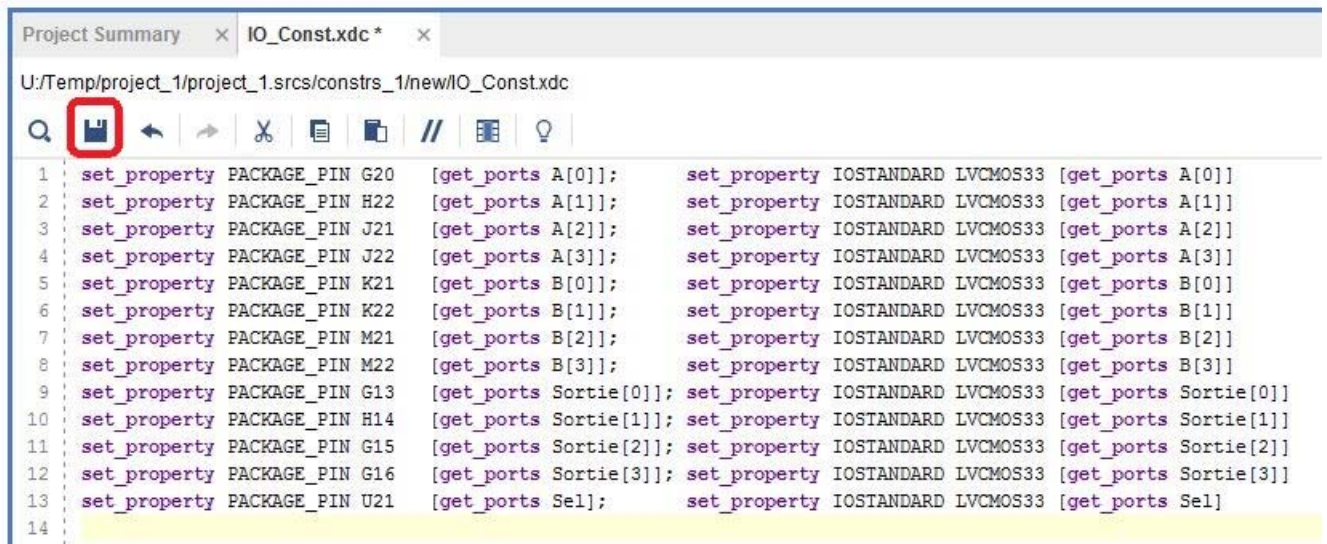 Project Summary × IO_Const.xdc * ×
U:/Temp/project_1/project_1.srcs/constrs_1/new/IO_Const.xdc
//
1 set_property PACKAGE_PIN G20 [get_ports A[0]]; set_property IOSTANDARD LVCMOS33 [get_ports A[0]]
2 set_property PACKAGE_PIN H22 [get_ports A[1]]; set_property IOSTANDARD LVCMOS33 [get_ports A[1]]
3 set_property PACKAGE_PIN J21 [get_ports A[2]]; set_property IOSTANDARD LVCMOS33 [get_ports A[2]]
4 set_property PACKAGE_PIN J22 [get_ports A[3]]; set_property IOSTANDARD LVCMOS33 [get_ports A[3]]
5 set_property PACKAGE_PIN K21 [get_ports B[0]]; set_property IOSTANDARD LVCMOS33 [get_ports B[0]]
6 set_property PACKAGE_PIN K22 [get_ports B[1]]; set_property IOSTANDARD LVCMOS33 [get_ports B[1]]
7 set_property PACKAGE_PIN M21 [get_ports B[2]]; set_property IOSTANDARD LVCMOS33 [get_ports B[2]]
8 set_property PACKAGE_PIN M22 [get_ports B[3]]; set_property IOSTANDARD LVCMOS33 [get_ports B[3]]
9 set_property PACKAGE_PIN G13 [get_ports Sortie[0]]; set_property IOSTANDARD LVCMOS33 [get_ports Sortie[0]]
10 set_property PACKAGE_PIN H14 [get_ports Sortie[1]]; set_property IOSTANDARD LVCMOS33 [get_ports Sortie[1]]
11 set_property PACKAGE_PIN G15 [get_ports Sortie[2]]; set_property IOSTANDARD LVCMOS33 [get_ports Sortie[2]]
12 set_property PACKAGE_PIN G16 [get_ports Sortie[3]]; set_property IOSTANDARD LVCMOS33 [get_ports Sortie[3]]
13 set_property PACKAGE_PIN U21 [get_ports Sel]; set_property IOSTANDARD LVCMOS33 [get_ports Sel]
14